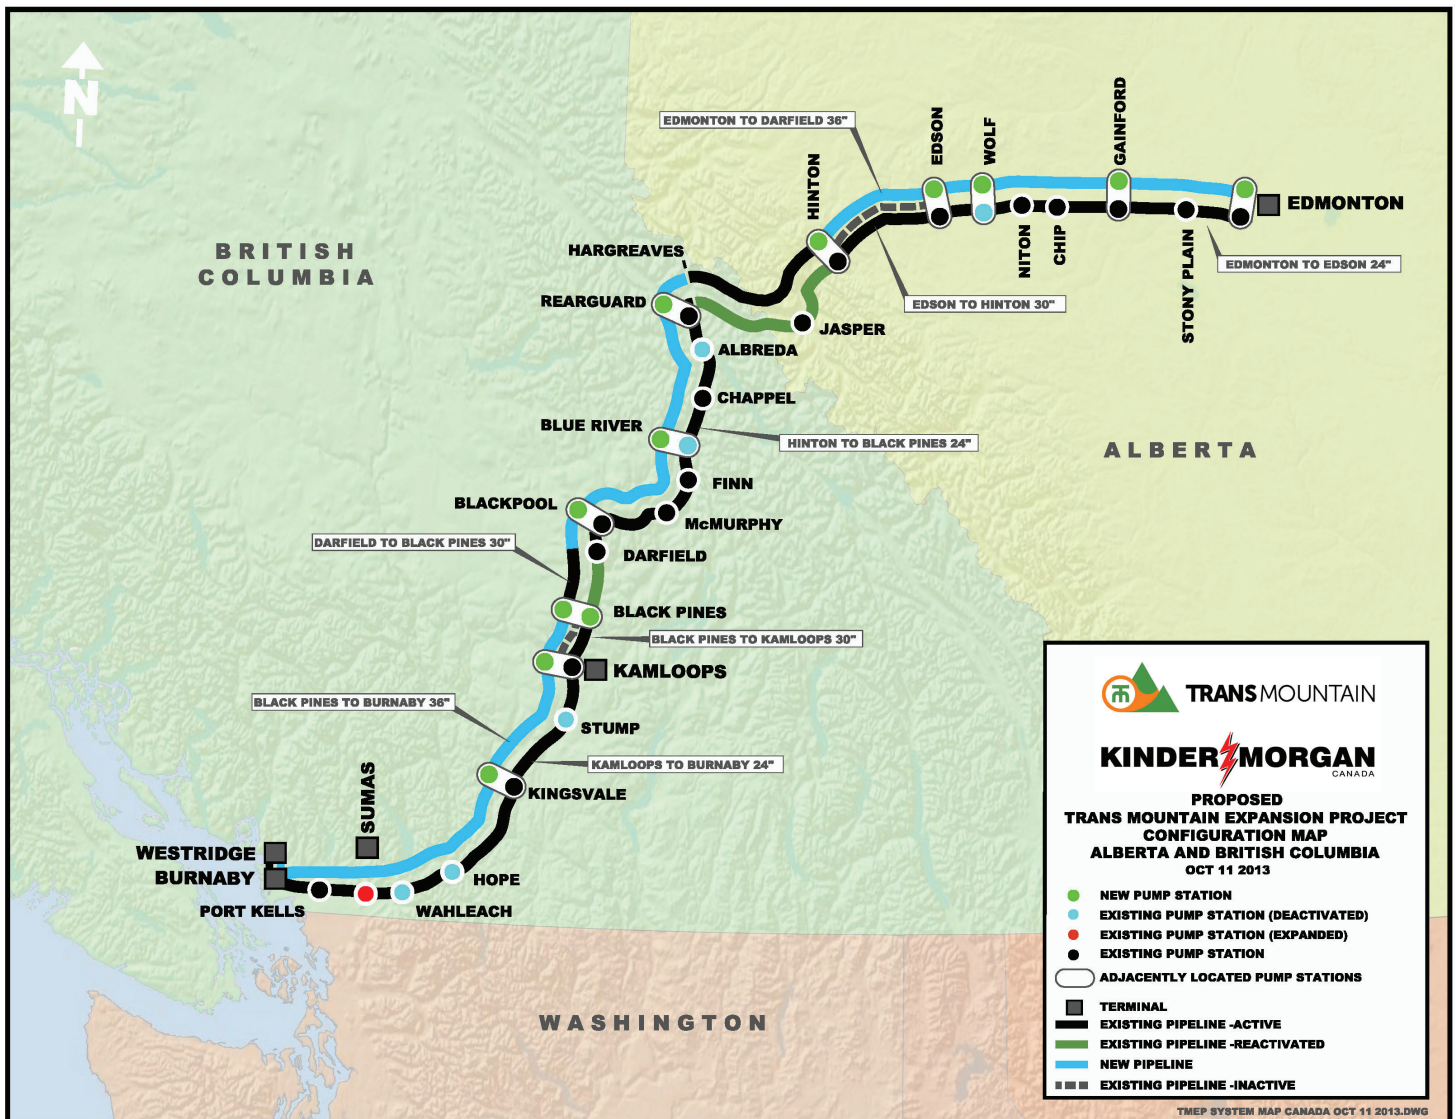 N
BRITISH
COLUMBIA
ALBERTA
WASHINGTON
EDMONTON TO DARFIELD 36"
EDSON
WOLF
GAINFORD
HINTON
EDMONTON
NITON
CHIP
STONY PLAIN
EDMONTON TO EDSON 24"
EDSON TO HINTON 30"
HARGREAVES
REARGUARD
JASPER
ALBREDA
CHAPPEL
BLUE RIVER
HINTON TO BLACK PINES 24"
FINN
BLACKPOOL
McMURPHY
DARFIELD TO BLACK PINES 30"
DARFIELD
BLACK PINES
BLACK PINES TO KAMLOOPS 30"
KAMLOOPS
BLACK PINES TO BURNABY 36"
STUMP
KAMLOOPS TO BURNABY 24"
KINGSVALE
SUMAS
WESTRIDGE
BURNABY
HOPE
PORT KELLS
WAHLEACH
TRANSMOUNTAIN
KINDER MORGAN
CANADA
PROPOSED
TRANS MOUNTAIN EXPANSION PROJECT
CONFIGURATION MAP
ALBERTA AND BRITISH COLUMBIA
OCT 11 2013
NEW PUMP STATION
EXISTING PUMP STATION (DEACTIVATED)
EXISTING PUMP STATION (EXPANDED)
EXISTING PUMP STATION
ADJACENTLY LOCATED PUMP STATIONS
TERMINAL
EXISTING PIPELINE -ACTIVE
EXISTING PIPELINE -REACTIVATED
NEW PIPELINE
EXISTING PIPELINE -INACTIVE
TMEP SYSTEM MAP CANADA OCT 11 2013.DWG